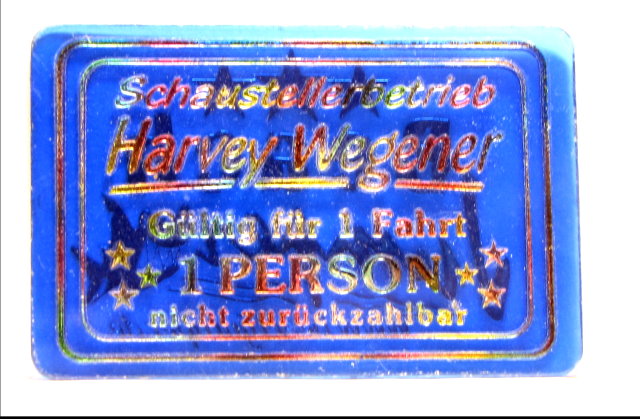 Schaustellerbetrieb
Harvey Wegener
Gültig für 1 Fahrt
1 PERSON
nicht zurückzahlbar